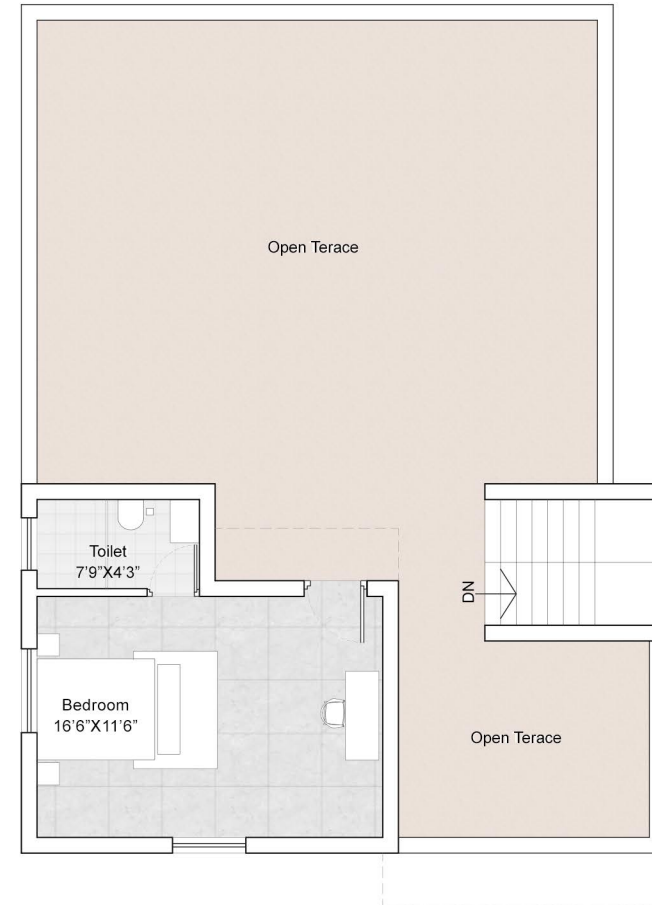 Open Terace
Toilet
7'9"X4'3"
DN
Bedroom
16'6"X11'6"
Open Terace